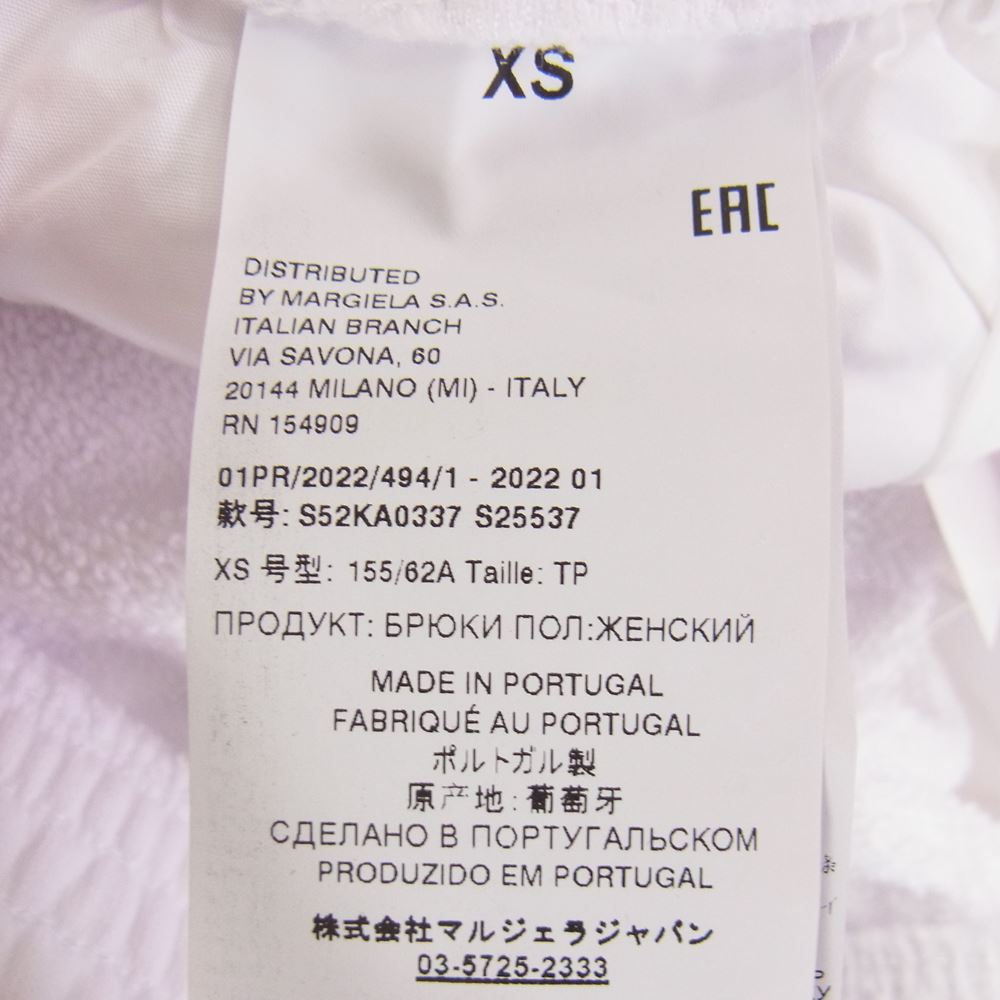 XS
EAC
DISTRIBUTED
BY MARGIELA S.A.S.
ITALIAN BRANCH
VIA SAVONA, 60
20144 MILANO (MI) - ITALY
RN 154909
01PR/2022/494/1 - 2022 01
款号: S52KA0337 S25537
XS 号型: 155/62A Taille: TP
ПРОДУКТ: БРЮКИ ПОЛ:ЖЕНСКИЙ
MADE IN PORTUGAL
FABRIQUÉ AU PORTUGAL
ポルトガル製
原产地: 葡萄牙
СДЕЛАНО В ПОРТУГАЛЬСКОМ
PRODUZIDO EM PORTUGAL
株式会社マルジェラジャパン
03-5725-2333